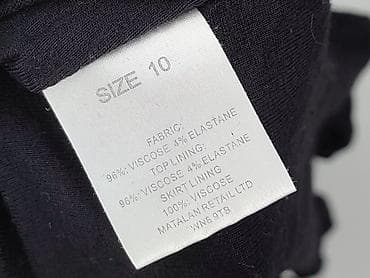 SIZE 10
FABRIC:
96%: VISCOSE 4% ELASTANE
TOP LINING:
96%: VISCOSE 4% ELASTANE
SKIRT LINING
100%: VISCOSE
MATALAN RETAIL LTD
WN6 9TB